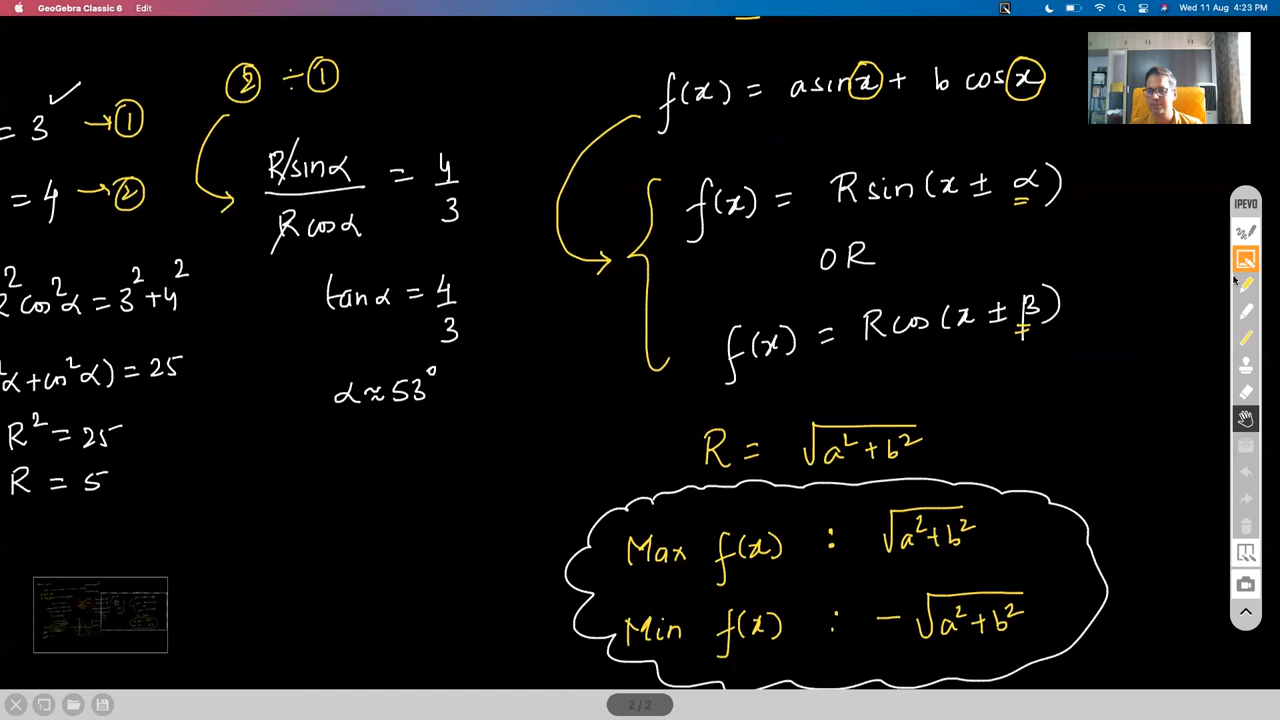 GeoGebra Classic 6 Edit Wed 11 Aug 4:23 PM
= 3 ✓ → ①
= 4 → ②
R² cos²α = 3² + 4²
²α + cos²α) = 25
R² = 25
R = 5
② ÷ ①
R sinα / R cosα = 4/3
tanα = 4/3
α ≈ 53°
f(x) = a sin x + b cos x
f(x) = R sin(x ± α)
OR
f(x) = R cos(x ± β)
R = √(a² + b²)
Max f(x) : √(a² + b²)
Min f(x) : −√(a² + b²)
IPEVO
2 / 2